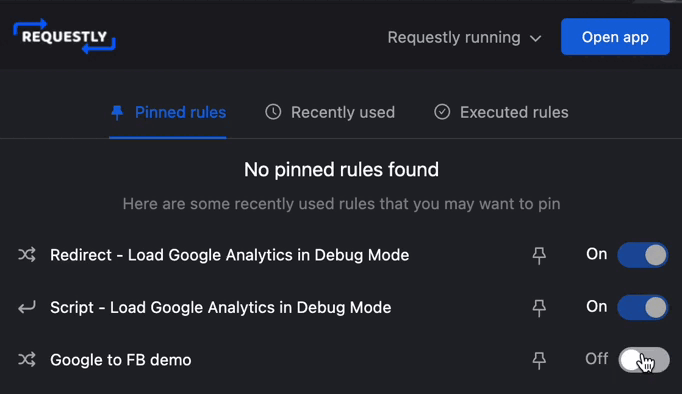 REQUESTLY
Requestly running
Open app
Pinned rules
Recently used
Executed rules
No pinned rules found
Here are some recently used rules that you may want to pin
Redirect - Load Google Analytics in Debug Mode
On
Script - Load Google Analytics in Debug Mode
On
Google to FB demo
Off